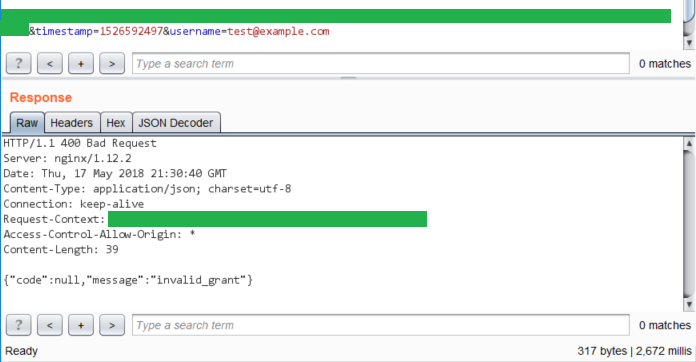 &timestamp=1526592497&username=test@example.com
? < + > Type a search term 0 matches
Response
Raw Headers Hex JSON Decoder
HTTP/1.1 400 Bad Request
Server: nginx/1.12.2
Date: Thu, 17 May 2018 21:30:40 GMT
Content-Type: application/json; charset=utf-8
Connection: keep-alive
Request-Context:
Access-Control-Allow-Origin: *
Content-Length: 39
{"code":null,"message":"invalid_grant"}
? < + > Type a search term 0 matches
Ready 317 bytes | 2,672 millis